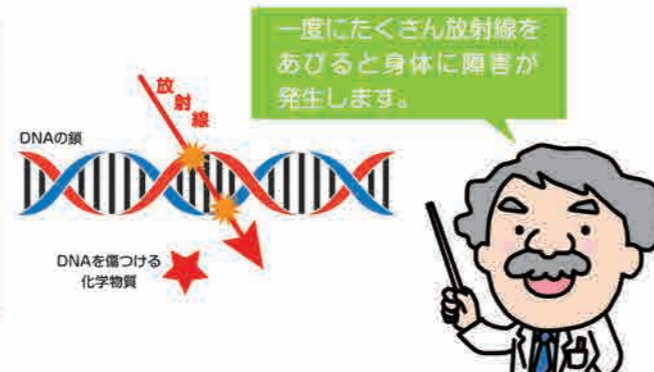 一度にたくさん放射線を
あびると身体に障害が
発生します。
放射線
DNAの鎖
DNAを傷つける
化学物質